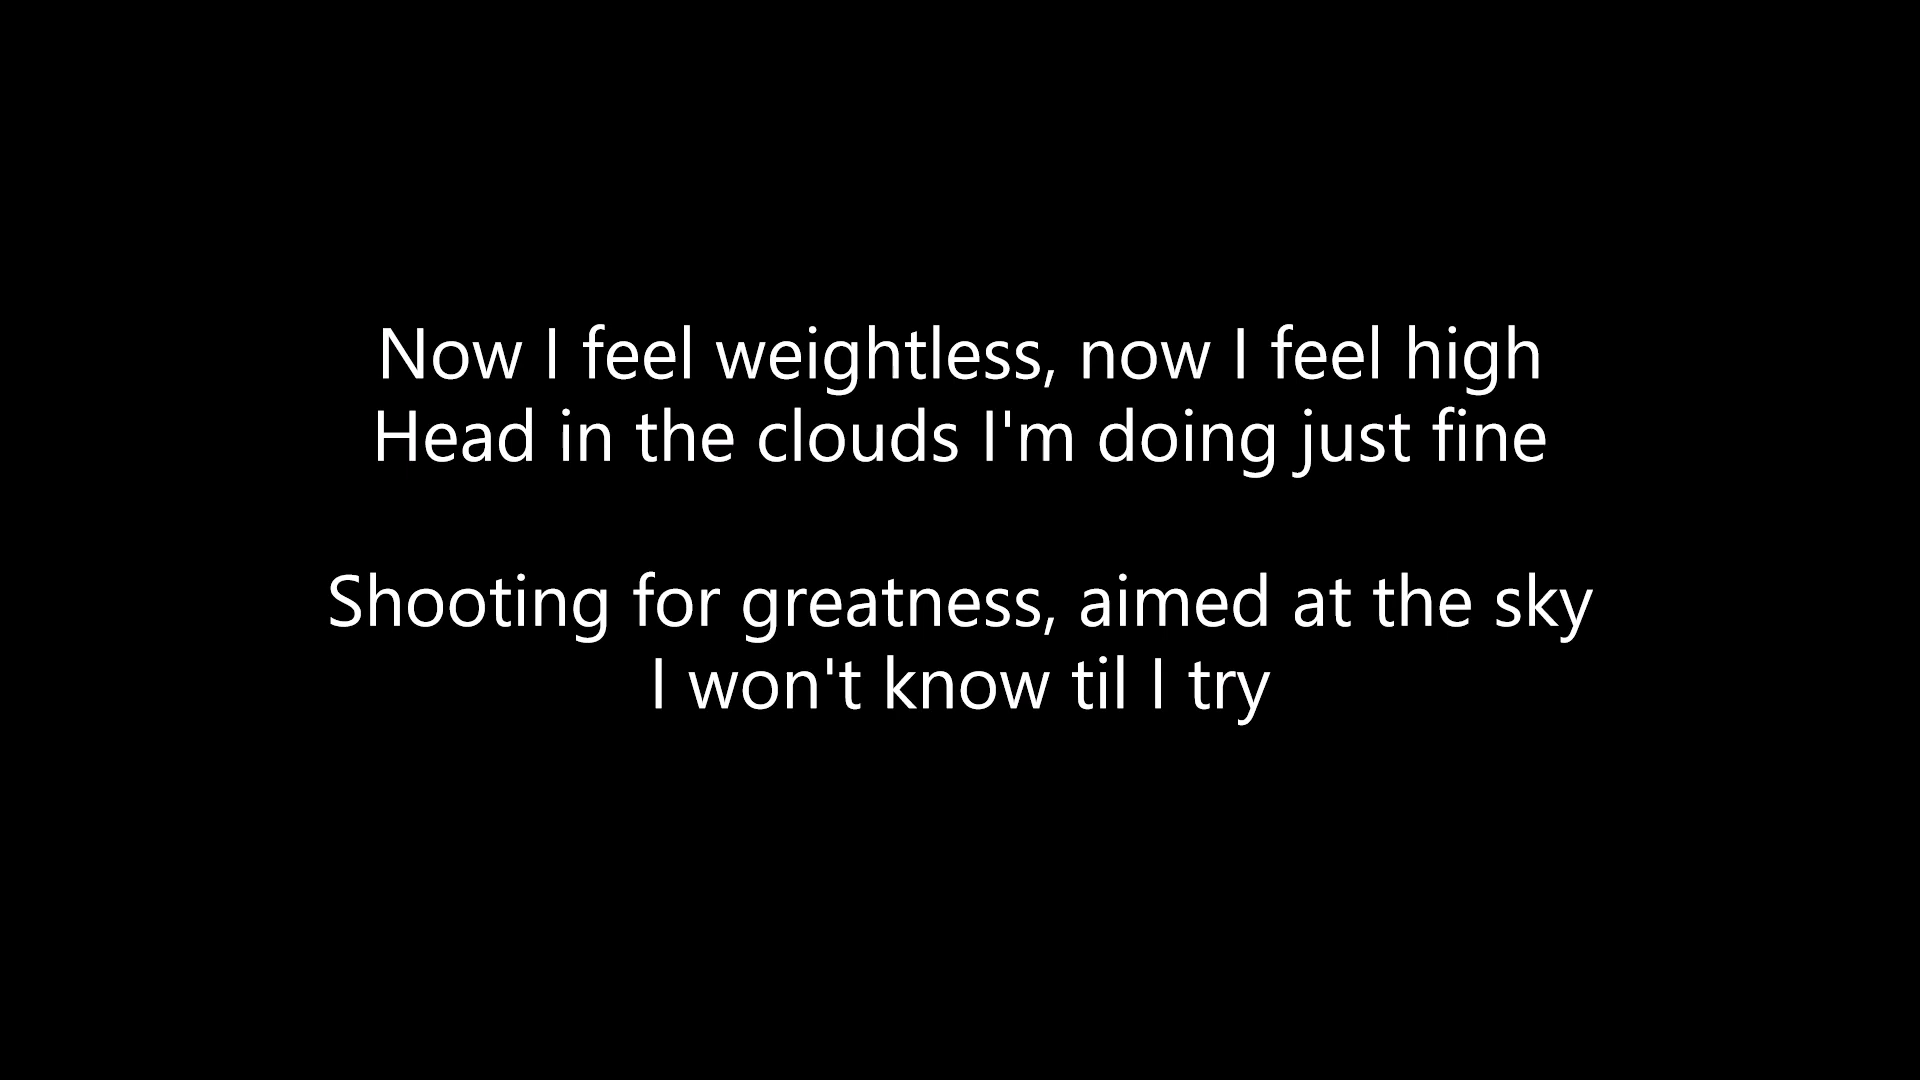 Now I feel weightless, now I feel high
Head in the clouds I'm doing just fine
Shooting for greatness, aimed at the sky
I won't know til I try